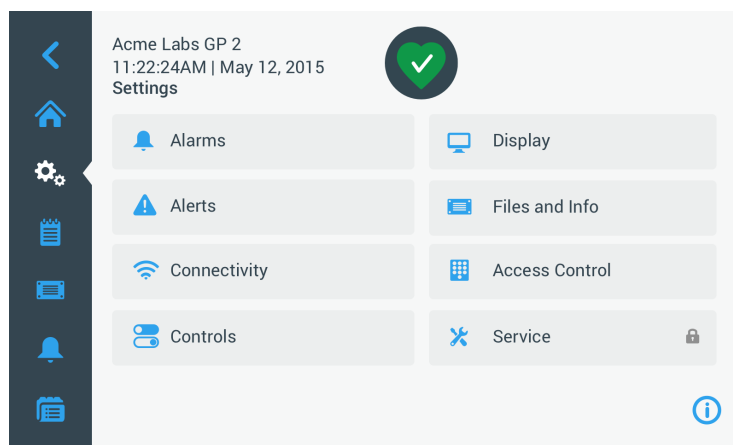 Acme Labs GP 2
11:22:24AM | May 12, 2015
Settings
Alarms
Display
Alerts
Files and Info
Connectivity
Access Control
Controls
Service